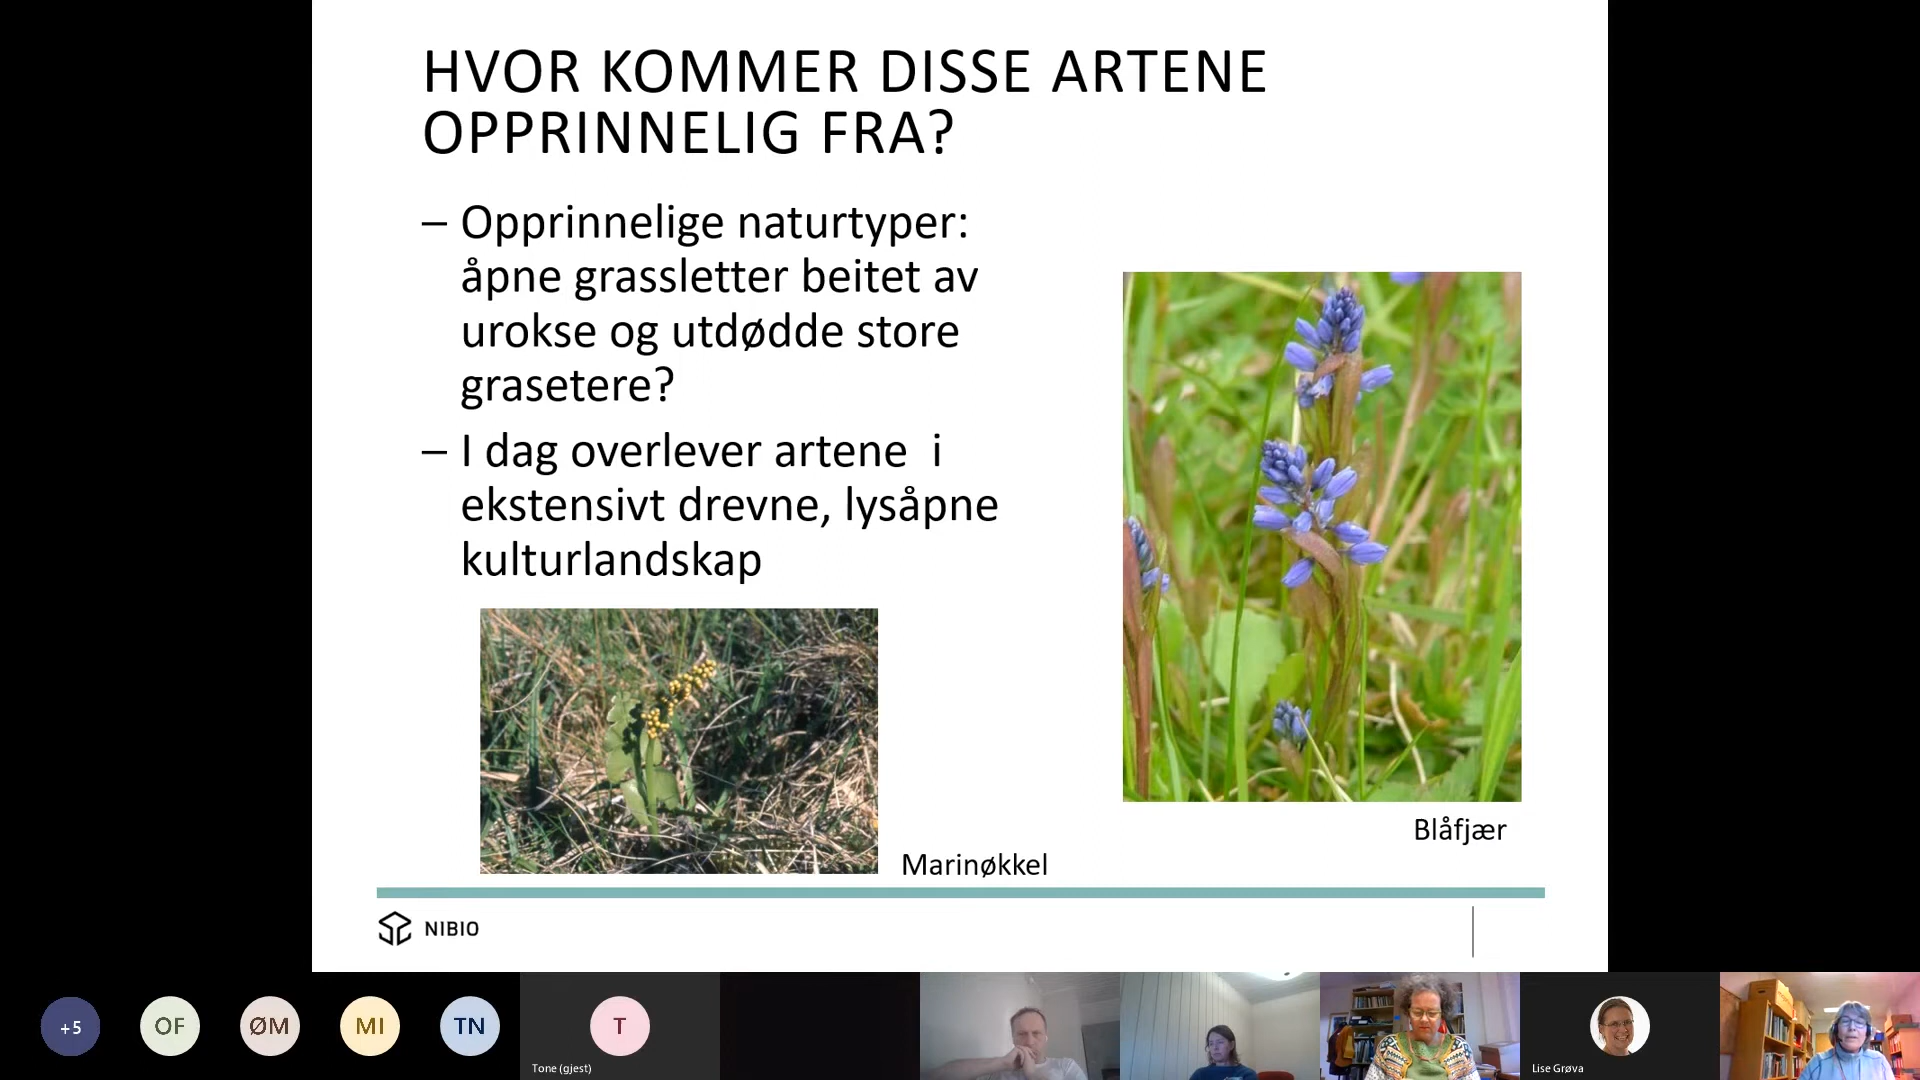 HVOR KOMMER DISSE ARTENE
OPPRINNELIG FRA?
– Opprinnelige naturtyper:
åpne grassletter beitet av
urokse og utdødde store
grasetere?
– I dag overlever artene i
ekstensivt drevne, lysåpne
kulturlandskap
Blåfjær
Marinøkkel
NIBIO
+5
OF
ØM
MI
TN
T
Tone (gjest)
Lise Grøva